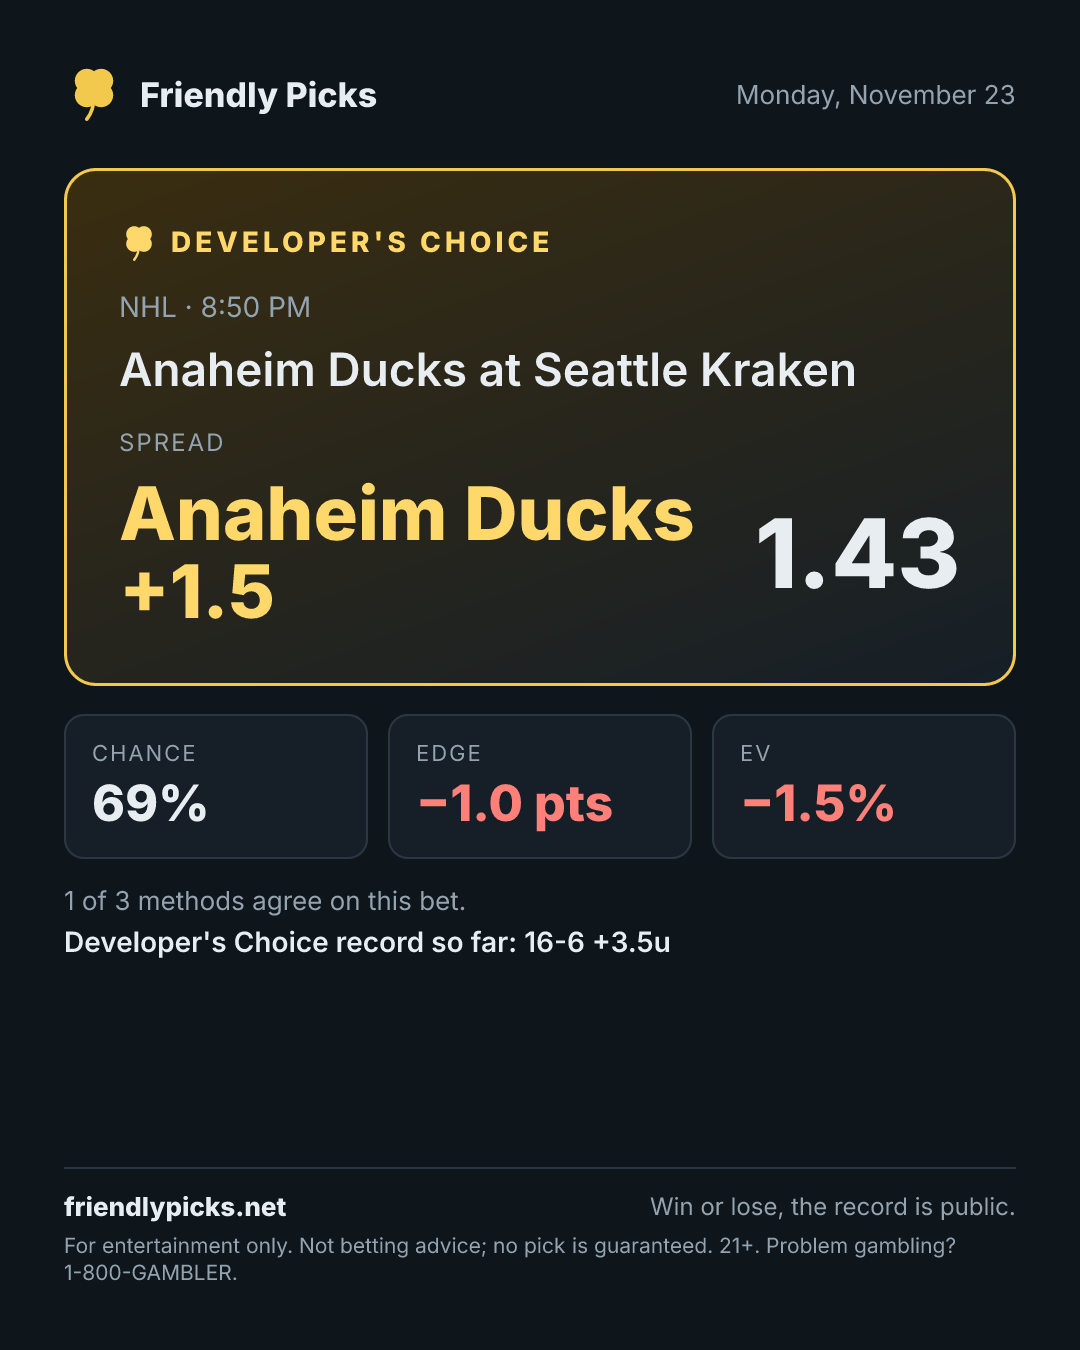 Friendly Picks
Monday, November 23
DEVELOPER'S CHOICE
NHL · 8:50 PM
Anaheim Ducks at Seattle Kraken
SPREAD
Anaheim Ducks
+1.5
1.43
CHANCE
69%
EDGE
−1.0 pts
EV
−1.5%
1 of 3 methods agree on this bet.
Developer's Choice record so far: 16-6 +3.5u
friendlypicks.net
Win or lose, the record is public.
For entertainment only. Not betting advice; no pick is guaranteed. 21+. Problem gambling?
1-800-GAMBLER.